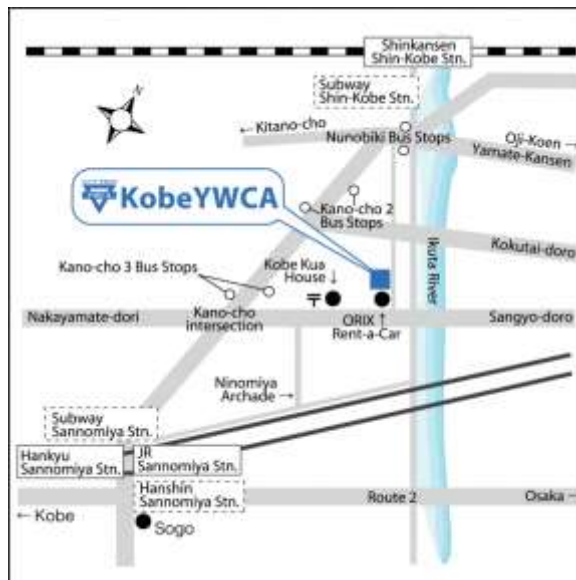 Shinkansen
Shin-Kobe Stn.
Subway
Shin-Kobe Stn.
N
← Kitano-cho
Nunobiki Bus Stops
Oji-Koen →
Yamate-Kansen
KobeYWCA
Kano-cho 2
Bus Stops
Kokutai-doro
Ikuta River
Kano-cho 3 Bus Stops
Kobe Kua
House ↓
〒
Kano-cho
intersection
Nakayamate-dori
ORIX ↑
Rent-a-Car
Sangyo-doro
Ninomiya
Archade →
Subway
Sannomiya Stn.
Hankyu
Sannomiya Stn.
JR
Sannomiya Stn.
Hanshin
Sannomiya Stn.
Route 2
Osaka →
← Kobe
Sogo